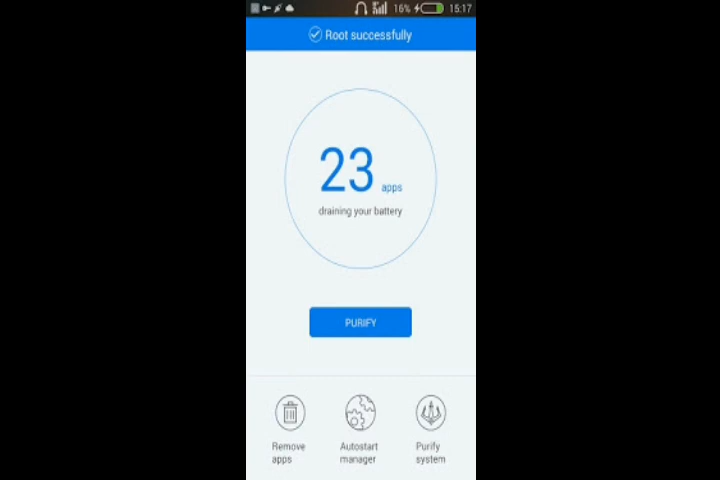 16% 15:17
Root successfully
23 apps
draining your battery
PURIFY
Remove apps
Autostart manager
Purify system